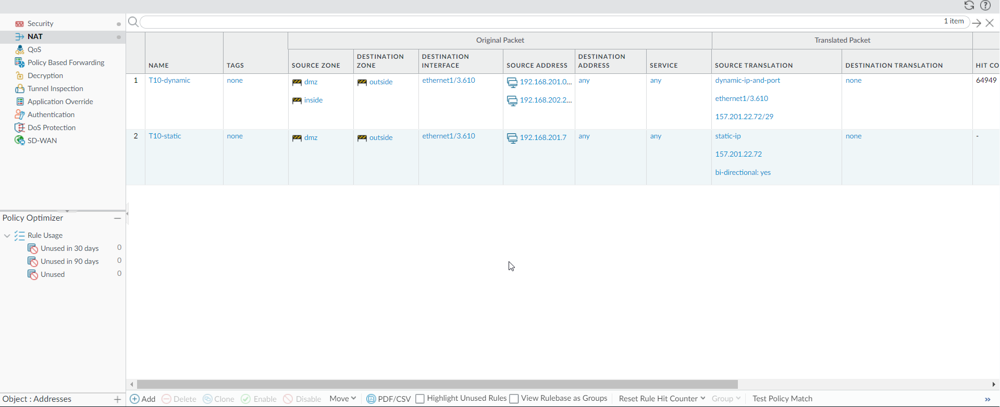 Security
NAT
QoS
Policy Based Forwarding
Decryption
Tunnel Inspection
Application Override
Authentication
DoS Protection
SD-WAN
Policy Optimizer
Rule Usage
Unused in 30 days 0
Unused in 90 days 0
Unused 0
Object : Addresses
1 item
Original Packet Translated Packet
NAME TAGS SOURCE ZONE DESTINATION ZONE DESTINATION INTERFACE SOURCE ADDRESS DESTINATION ADDRESS SERVICE SOURCE TRANSLATION DESTINATION TRANSLATION HIT CO
1 T10-dynamic none dmz outside ethernet1/3.610 192.168.201.0... any any dynamic-ip-and-port none 64949
inside 192.168.202.2... ethernet1/3.610
157.201.22.72/29
2 T10-static none dmz outside ethernet1/3.610 192.168.201.7 any any static-ip none -
157.201.22.72
bi-directional: yes
Add Delete Clone Enable Disable Move PDF/CSV Highlight Unused Rules View Rulebase as Groups Reset Rule Hit Counter Group Test Policy Match